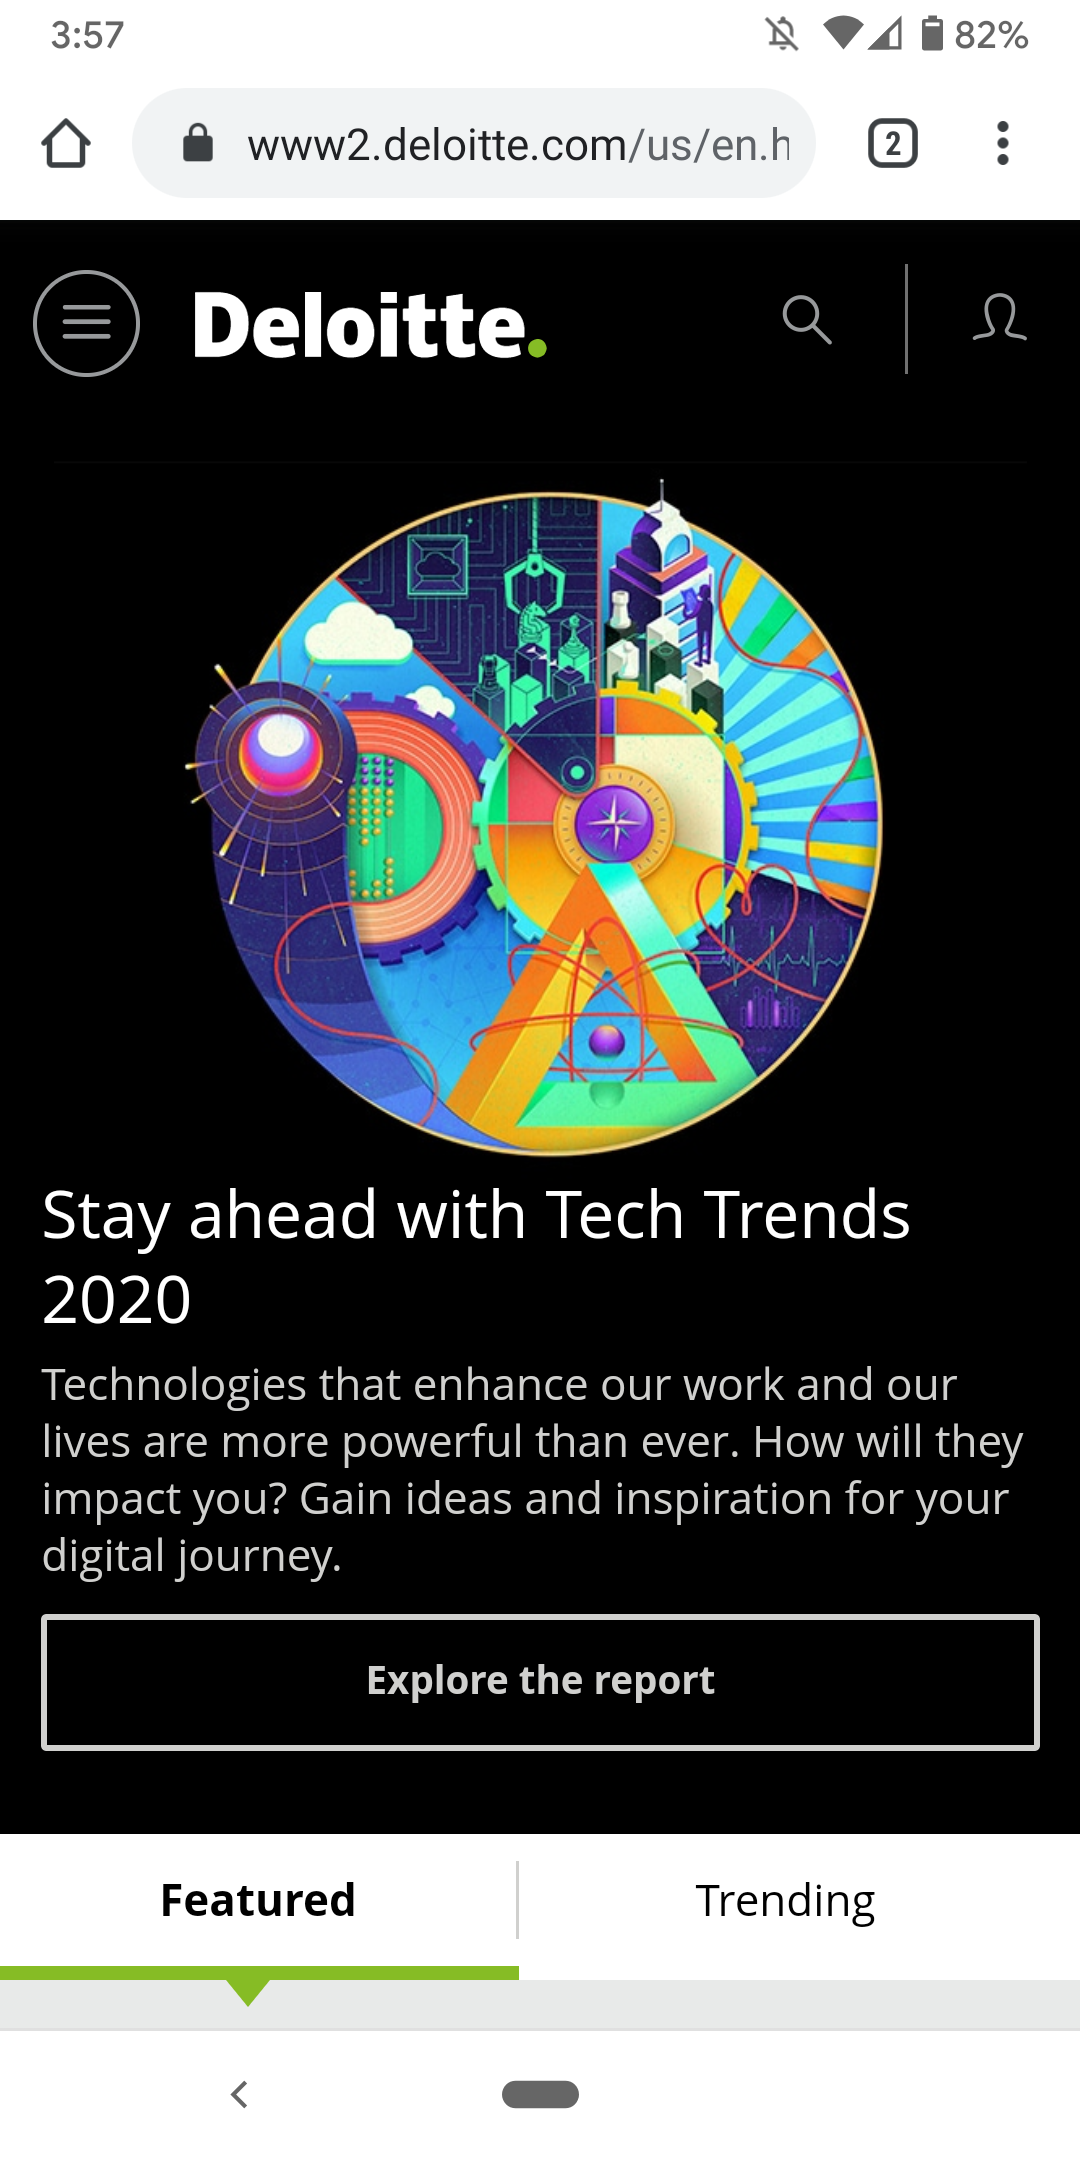 3:57
82%
www2.deloitte.com/us/en.h
2
Deloitte.
Stay ahead with Tech Trends
2020
Technologies that enhance our work and our
lives are more powerful than ever. How will they
impact you? Gain ideas and inspiration for your
digital journey.
Explore the report
Featured
Trending